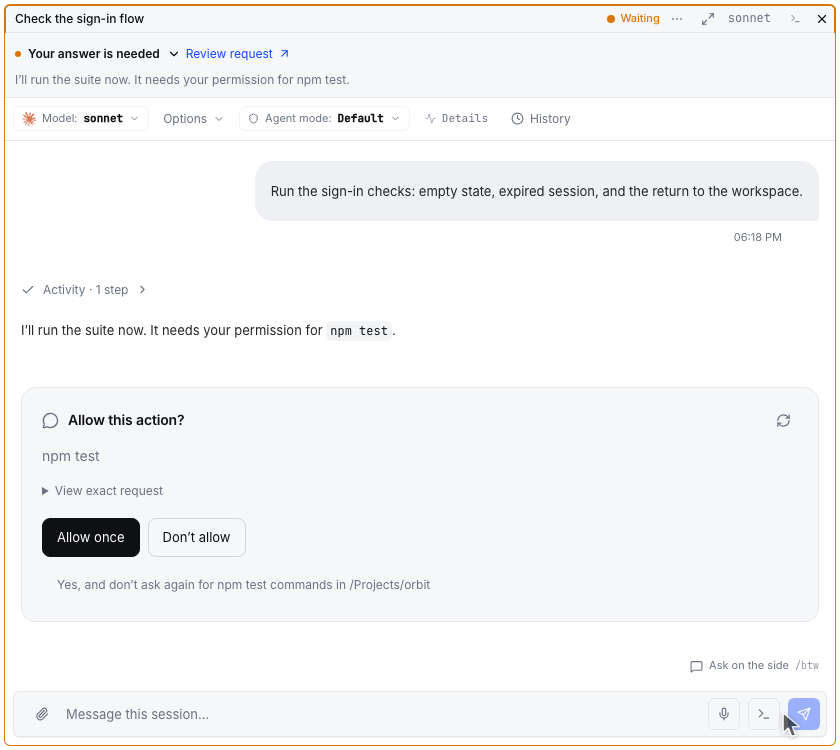 Check the sign-in flow
Waiting
sonnet
Your answer is needed
Review request
I'll run the suite now. It needs your permission for npm test.
Model: sonnet
Options
Agent mode: Default
Details
History
Run the sign-in checks: empty state, expired session, and the return to the workspace.
06:18 PM
Activity · 1 step
I'll run the suite now. It needs your permission for npm test.
Allow this action?
npm test
View exact request
Allow once
Don't allow
Yes, and don't ask again for npm test commands in /Projects/orbit
Ask on the side /btw
Message this session...